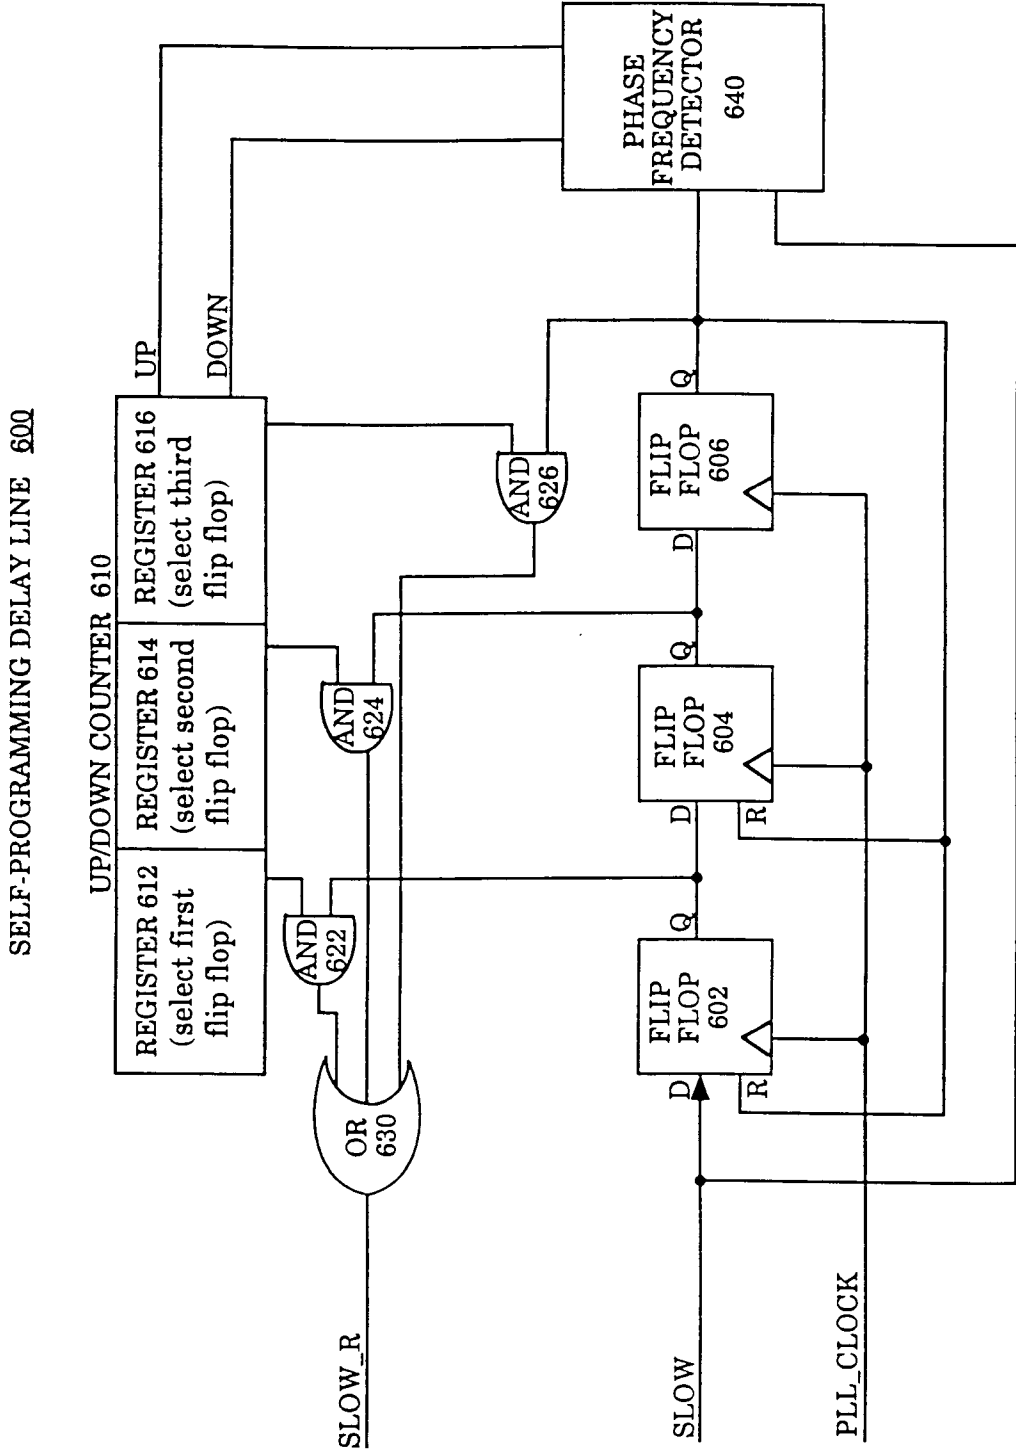 SELF-PROGRAMMING DELAY LINE 600
UP/DOWN COUNTER 610
REGISTER 612
(select first
flip flop)
REGISTER 614
(select second
flip flop)
REGISTER 616
(select third
flip flop)
UP
DOWN
AND
622
AND
624
AND
626
OR
630
SLOW_R
PHASE
FREQUENCY
DETECTOR
640
SLOW
D
R
FLIP
FLOP
602
Q
D
R
FLIP
FLOP
604
Q
D
FLIP
FLOP
606
Q
PLL_CLOCK